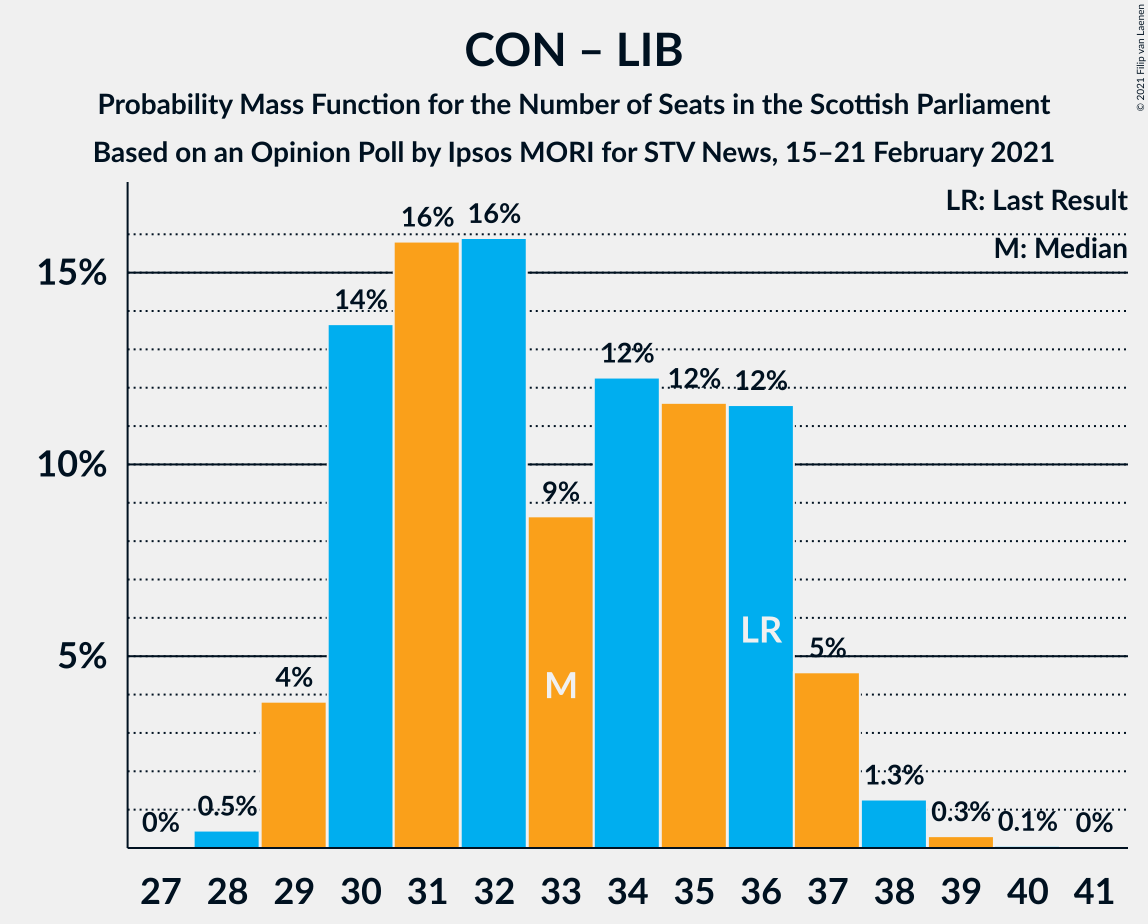 © 2021 Filip van Laenen
CON – LIB
Probability Mass Function for the Number of Seats in the Scottish Parliament
Based on an Opinion Poll by Ipsos MORI for STV News, 15–21 February 2021
LR: Last Result
M: Median
15%
10%
5%
0%
0.5%
4%
14%
16%
16%
9%
12%
12%
12%
5%
1.3%
0.3%
0.1%
0%
M
LR
27 28 29 30 31 32 33 34 35 36 37 38 39 40 41